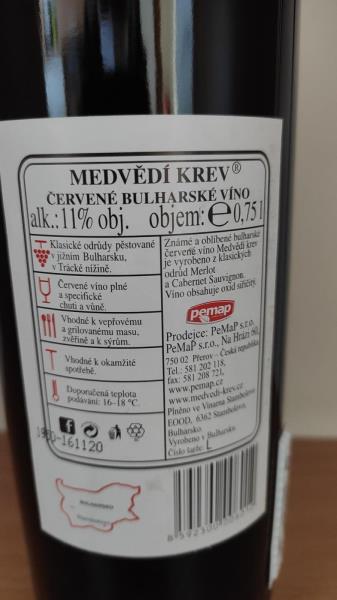 MEDVĚDÍ KREV®
ČERVENÉ BULHARSKÉ VÍNO
alk.: 11% obj. objem: e 0,75 l
Klasické odrůdy pěstované
v jižním Bulharsku,
v Trácké nížině.
Červené víno plné
a specifické
chuti a vůně.
Vhodné k vepřovému
a grilovanému masu,
zvěřině a k sýrům.
Vhodné k okamžité
spotřebě.
Doporučená teplota
podávání: 16–18 °C.
Známé a oblíbené bulharské
červené víno Medvědí krev
je vyrobeno z klasických
odrůd Merlot
a Cabernet Sauvignon.
Víno obsahuje oxid siřičitý.
pemap
Prodejce: PeMaP s.r.o.
PeMaP s.r.o., Na Hrázi
750 02 Přerov - Česká republika
Tel.: 581 202 118,
fax: 581 208 721,
www.pemap.cz
www.medvedi-krev.cz
Plněno ve Vinarna Stambolovo,
EOOD, 6362 Stambolovo,
Bulharsko.
Vyrobeno v Bulharsku.
Číslo šarže: L
161120
BULHARSKO